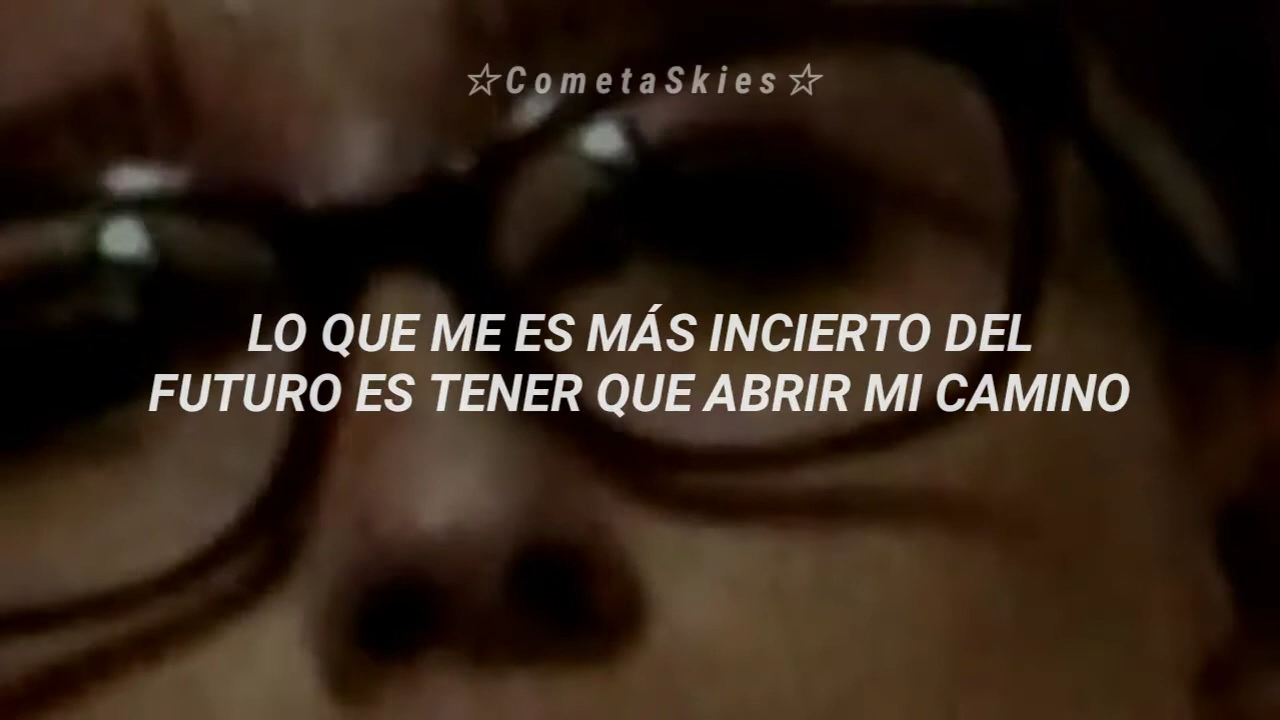 ☆CometaSkies☆
LO QUE ME ES MÁS INCIERTO DEL
FUTURO ES TENER QUE ABRIR MI CAMINO